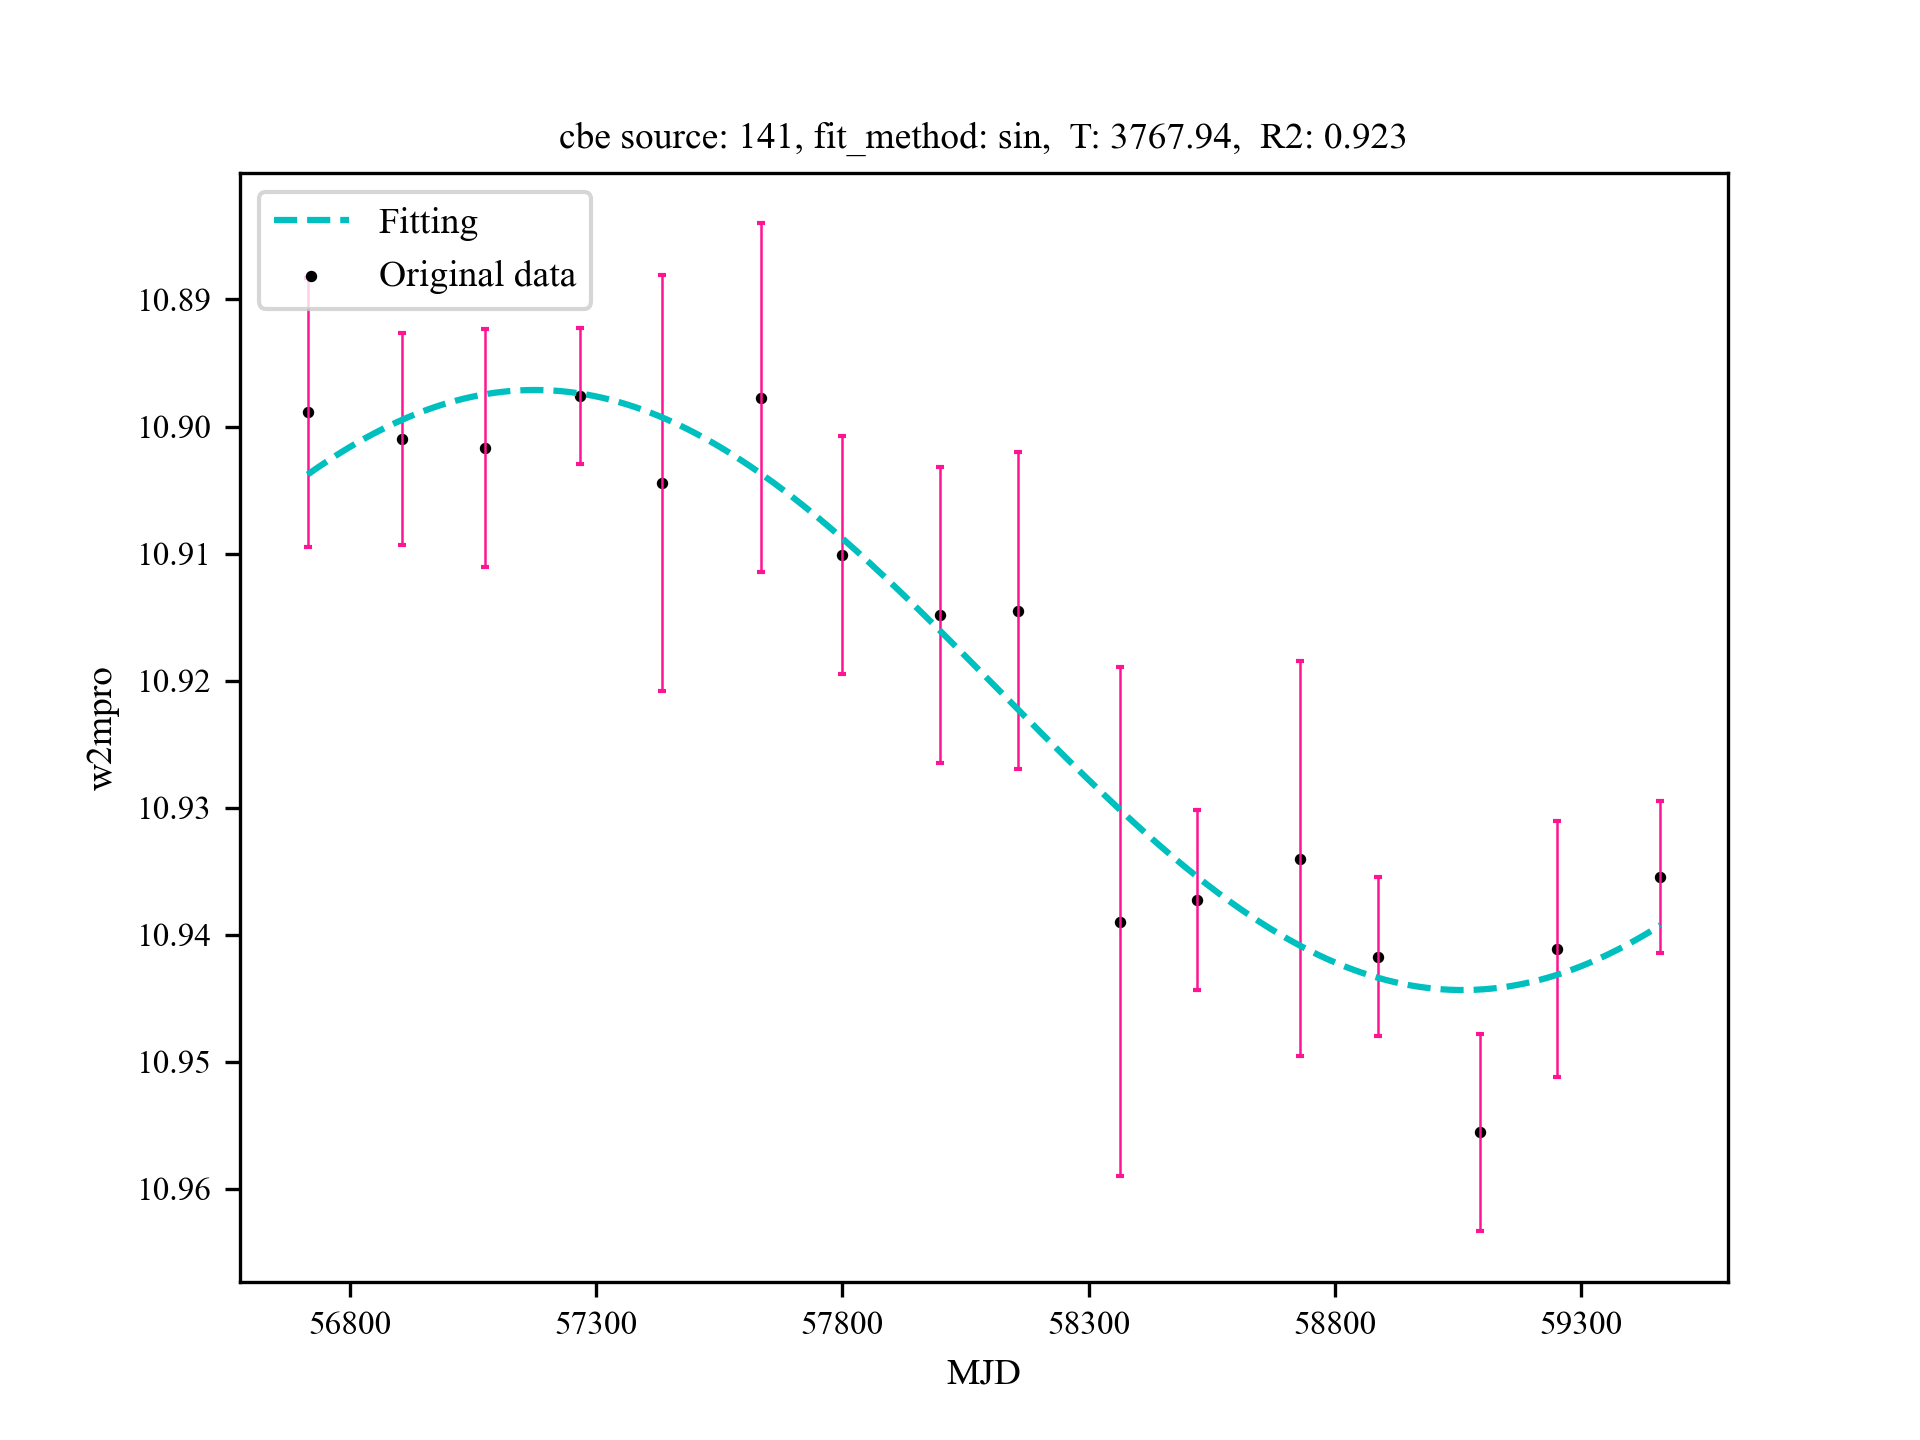 cbe source: 141, fit_method: sin,  T: 3767.94,  R2: 0.923
Fitting
Original data
10.89
10.90
10.91
10.92
10.93
10.94
10.95
10.96
w2mpro
56800 57300 57800 58300 58800 59300
MJD